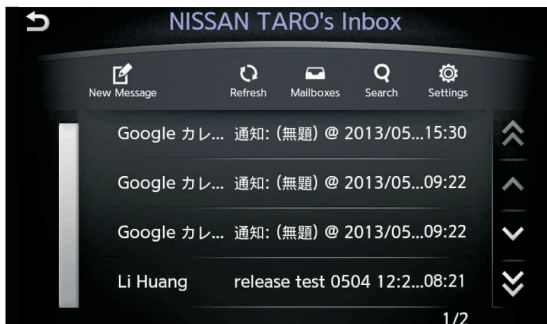 NISSAN TARO's Inbox
New Message Refresh Mailboxes Search Settings
Google カレ... 通知: (無題) @ 2013/05...15:30
Google カレ... 通知: (無題) @ 2013/05...09:22
Google カレ... 通知: (無題) @ 2013/05...09:22
Li Huang release test 0504 12:2...08:21
1/2